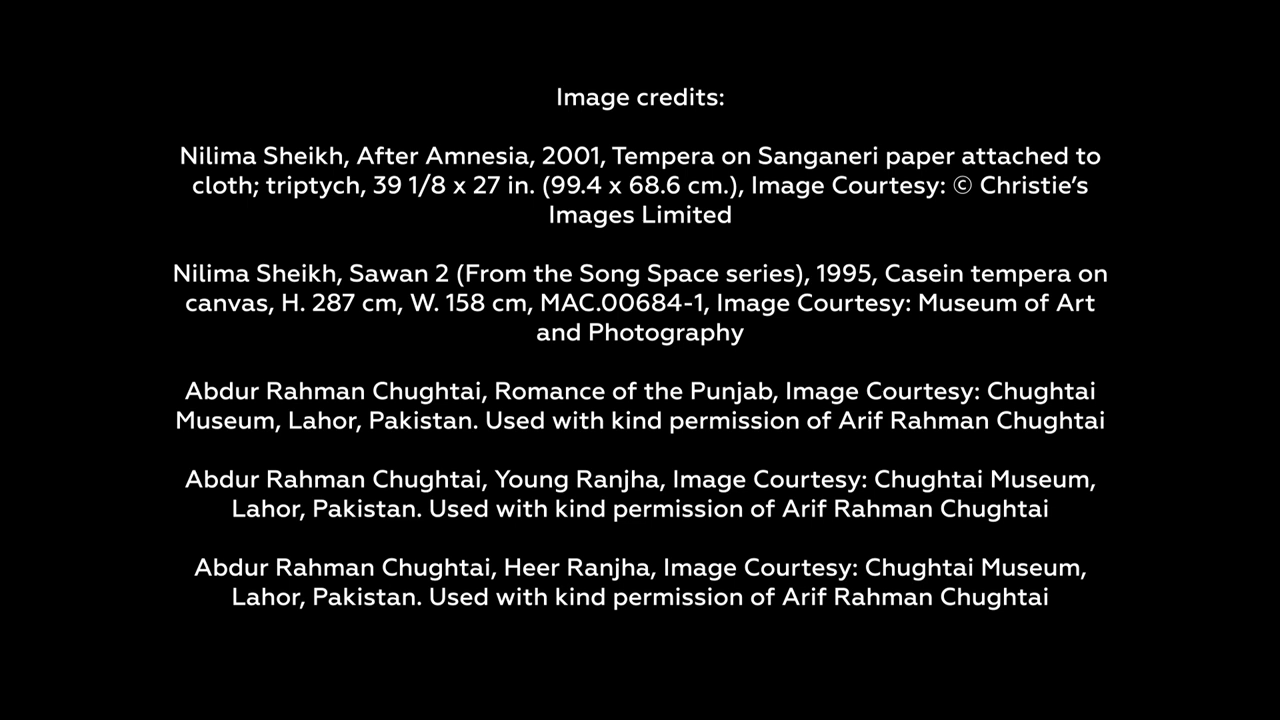 Image credits:
Nilima Sheikh, After Amnesia, 2001, Tempera on Sanganeri paper attached to
cloth; triptych, 39 1/8 x 27 in. (99.4 x 68.6 cm.), Image Courtesy: © Christie’s
Images Limited
Nilima Sheikh, Sawan 2 (From the Song Space series), 1995, Casein tempera on
canvas, H. 287 cm, W. 158 cm, MAC.00684-1, Image Courtesy: Museum of Art
and Photography
Abdur Rahman Chughtai, Romance of the Punjab, Image Courtesy: Chughtai
Museum, Lahor, Pakistan. Used with kind permission of Arif Rahman Chughtai
Abdur Rahman Chughtai, Young Ranjha, Image Courtesy: Chughtai Museum,
Lahor, Pakistan. Used with kind permission of Arif Rahman Chughtai
Abdur Rahman Chughtai, Heer Ranjha, Image Courtesy: Chughtai Museum,
Lahor, Pakistan. Used with kind permission of Arif Rahman Chughtai